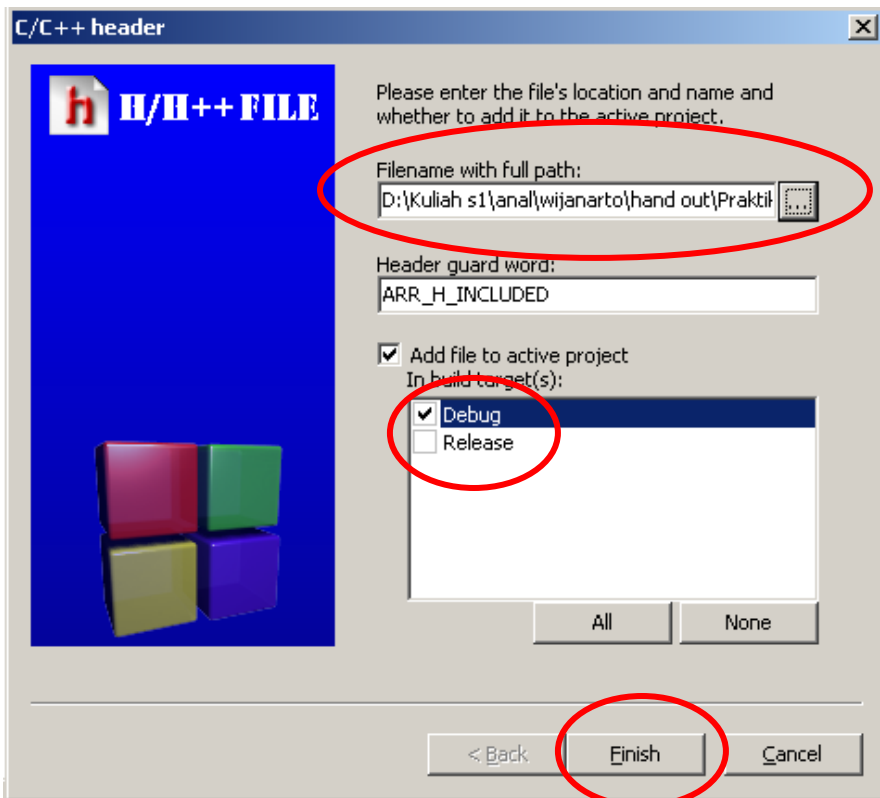 C/C++ header
h H/H++ FILE
Please enter the file's location and name and
whether to add it to the active project.
Filename with full path:
D:\Kuliah s1\anal\wijanarto\hand out\Praktil
...
Header guard word:
ARR_H_INCLUDED
Add file to active project
In build target(s):
Debug
Release
All None
< Back Finish Cancel